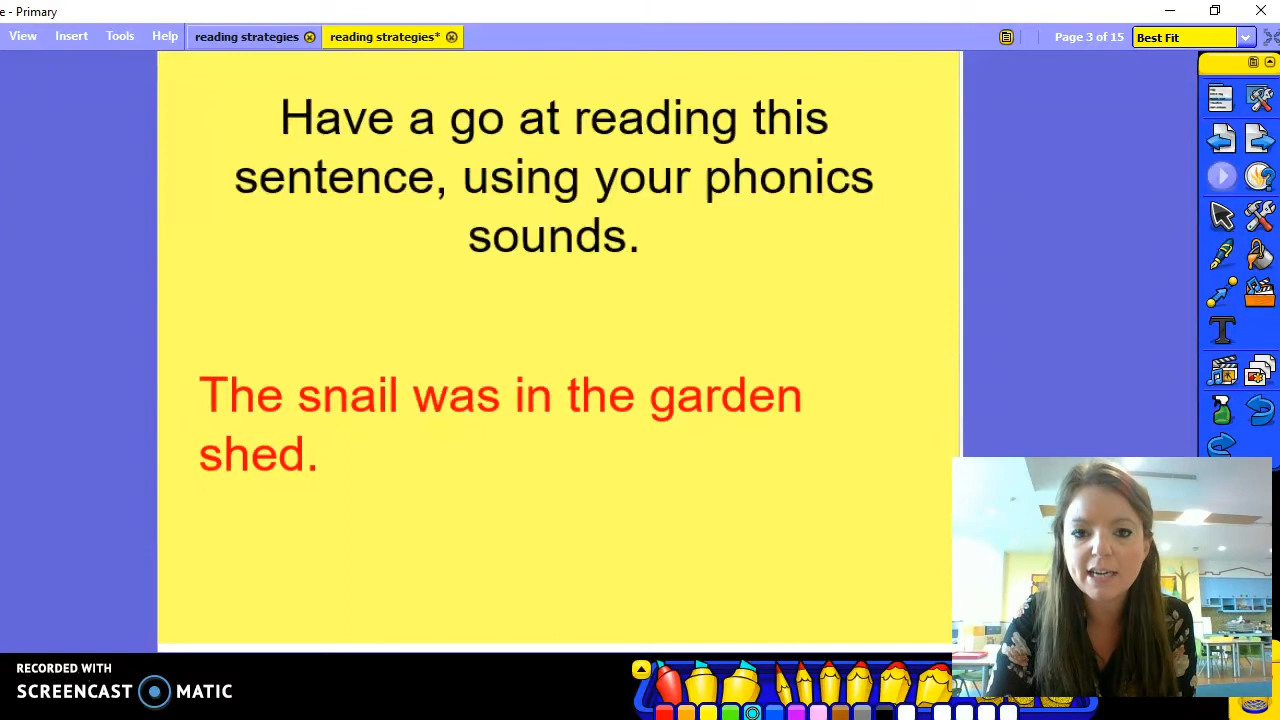 e - Primary
View Insert Tools Help reading strategies reading strategies* Page 3 of 15 Best Fit
Have a go at reading this
sentence, using your phonics
sounds.
The snail was in the garden
shed.
RECORDED WITH
SCREENCAST MATIC